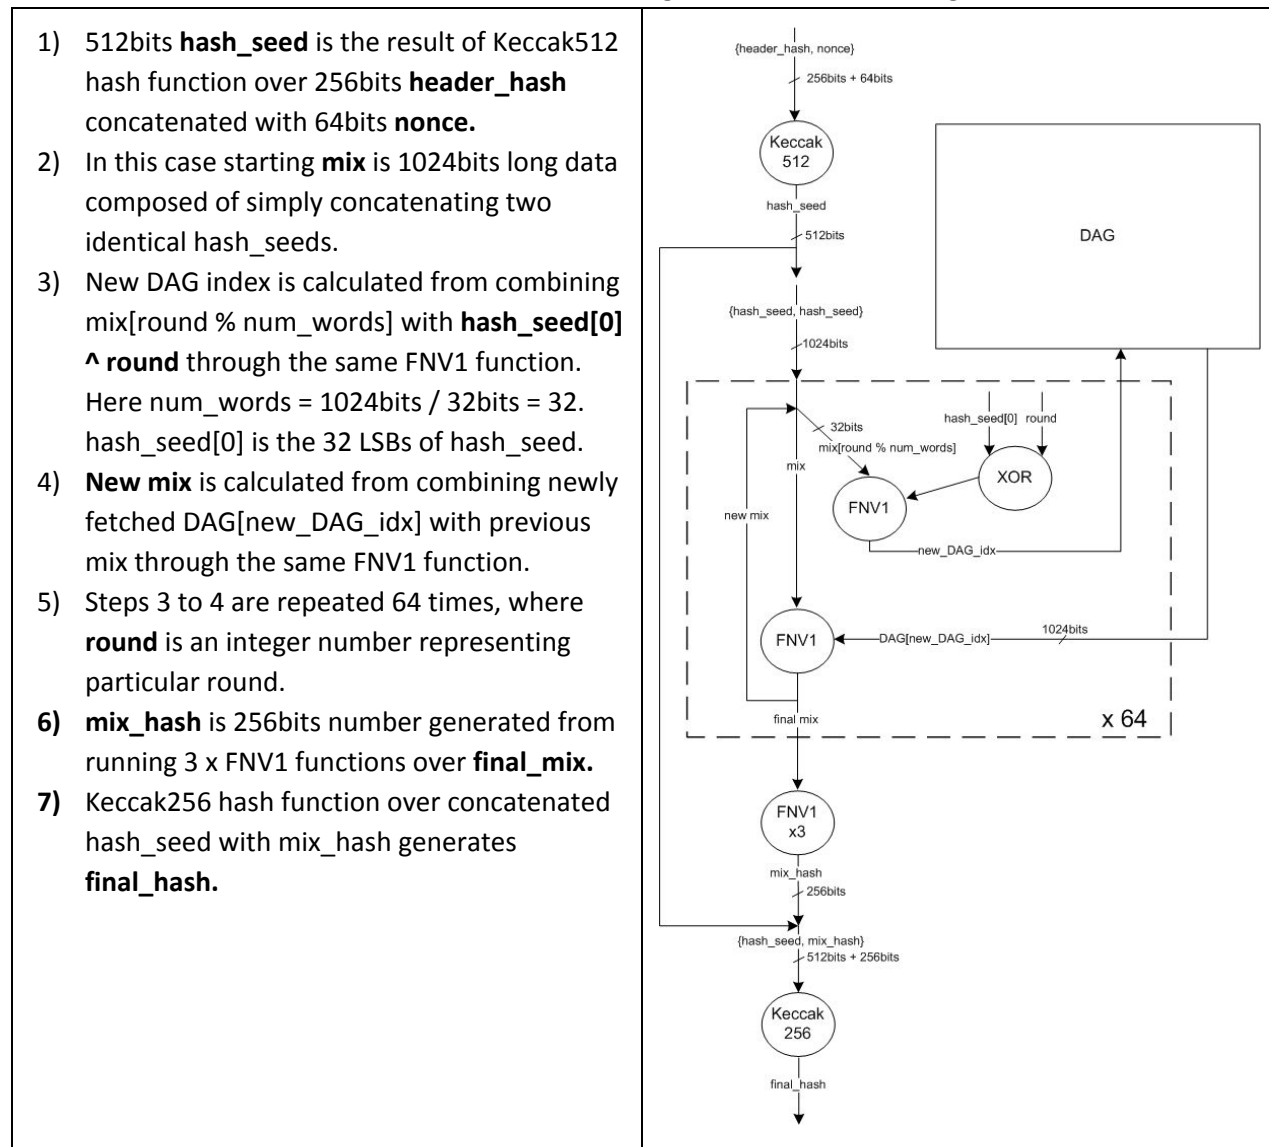 1) 512bits hash_seed is the result of Keccak512
hash function over 256bits header_hash
concatenated with 64bits nonce.
2) In this case starting mix is 1024bits long data
composed of simply concatenating two
identical hash_seeds.
3) New DAG index is calculated from combining
mix[round % num_words] with hash_seed[0]
^ round through the same FNV1 function.
Here num_words = 1024bits / 32bits = 32.
hash_seed[0] is the 32 LSBs of hash_seed.
4) New mix is calculated from combining newly
fetched DAG[new_DAG_idx] with previous
mix through the same FNV1 function.
5) Steps 3 to 4 are repeated 64 times, where
round is an integer number representing
particular round.
6) mix_hash is 256bits number generated from
running 3 x FNV1 functions over final_mix.
7) Keccak256 hash function over concatenated
hash_seed with mix_hash generates
final_hash.
{header_hash, nonce}
256bits + 64bits
Keccak
512
hash_seed
512bits
DAG
{hash_seed, hash_seed}
1024bits
hash_seed[0] round
32bits
mix[round % num_words]
mix
XOR
FNV1
new mix
new_DAG_idx
FNV1
DAG[new_DAG_idx]
1024bits
final mix
x 64
FNV1
x3
mix_hash
256bits
{hash_seed, mix_hash}
512bits + 256bits
Keccak
256
final_hash